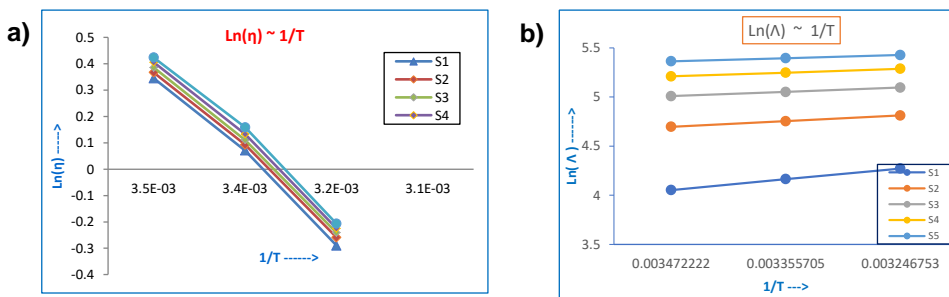 a)
Ln(η) ~ 1/T
0.5
0.4
0.3
0.2
0.1
0
-0.1
-0.2
-0.3
-0.4
Ln(η) ----->
3.5E-03 3.4E-03 3.2E-03 3.1E-03
1/T ------>
S1
S2
S3
S4
b)
Ln(Λ) ~ 1/T
5.5
5
4.5
4
3.5
Ln( Λ ) ------>
0.003472222 0.003355705 0.003246753
1/T --->
S1
S2
S3
S4
S5